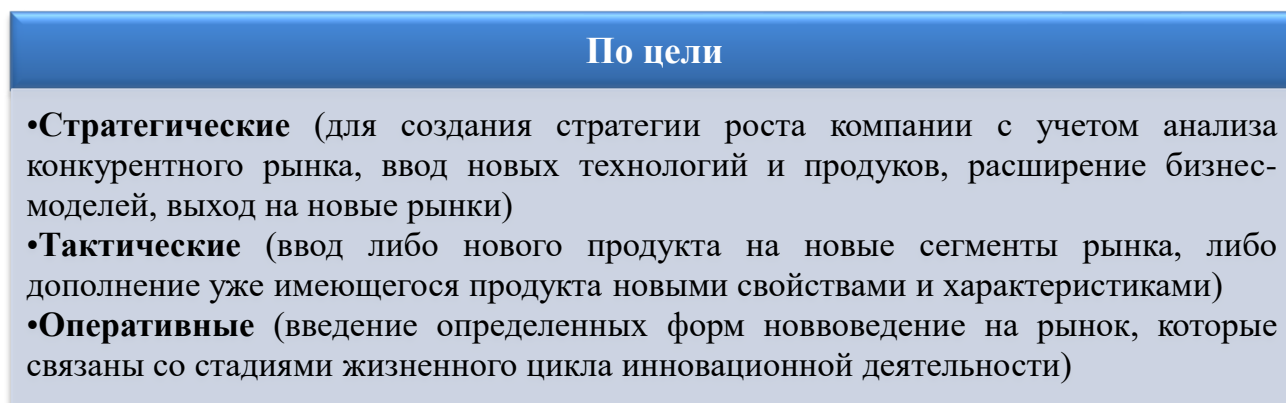 По цели
•Стратегические (для создания стратегии роста компании с учетом анализа
конкурентного рынка, ввод новых технологий и продуков, расширение бизнес-
моделей, выход на новые рынки)
•Тактические (ввод либо нового продукта на новые сегменты рынка, либо
дополнение уже имеющегося продукта новыми свойствами и характеристиками)
•Оперативные (введение определенных форм новвоведение на рынок, которые
связаны со стадиями жизненного цикла инновационной деятельности)